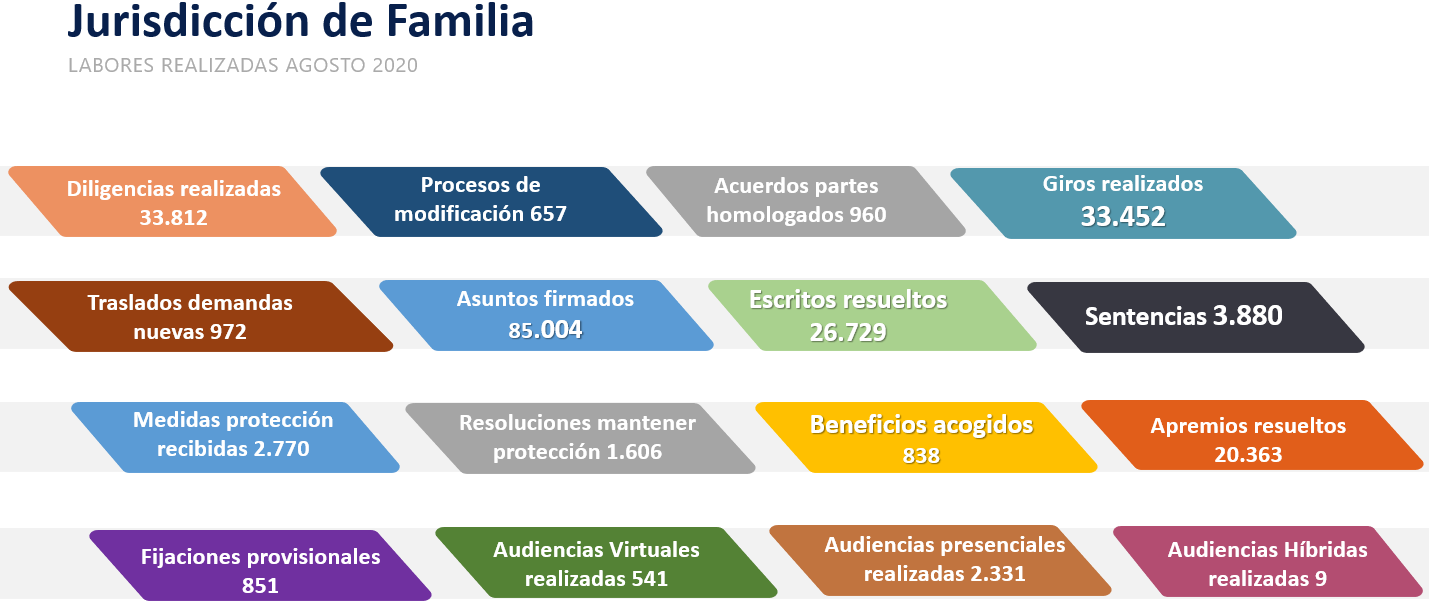 Jurisdicción de Familia
LABORES REALIZADAS AGOSTO 2020
Diligencias realizadas
33.812
Procesos de
modificación 657
Acuerdos partes
homologados 960
Giros realizados
33.452
Traslados demandas
nuevas 972
Asuntos firmados
85.004
Escritos resueltos
26.729
Sentencias 3.880
Medidas protección
recibidas 2.770
Resoluciones mantener
protección 1.606
Beneficios acogidos
838
Apremios resueltos
20.363
Fijaciones provisionales
851
Audiencias Virtuales
realizadas 541
Audiencias presenciales
realizadas 2.331
Audiencias Híbridas
realizadas 9